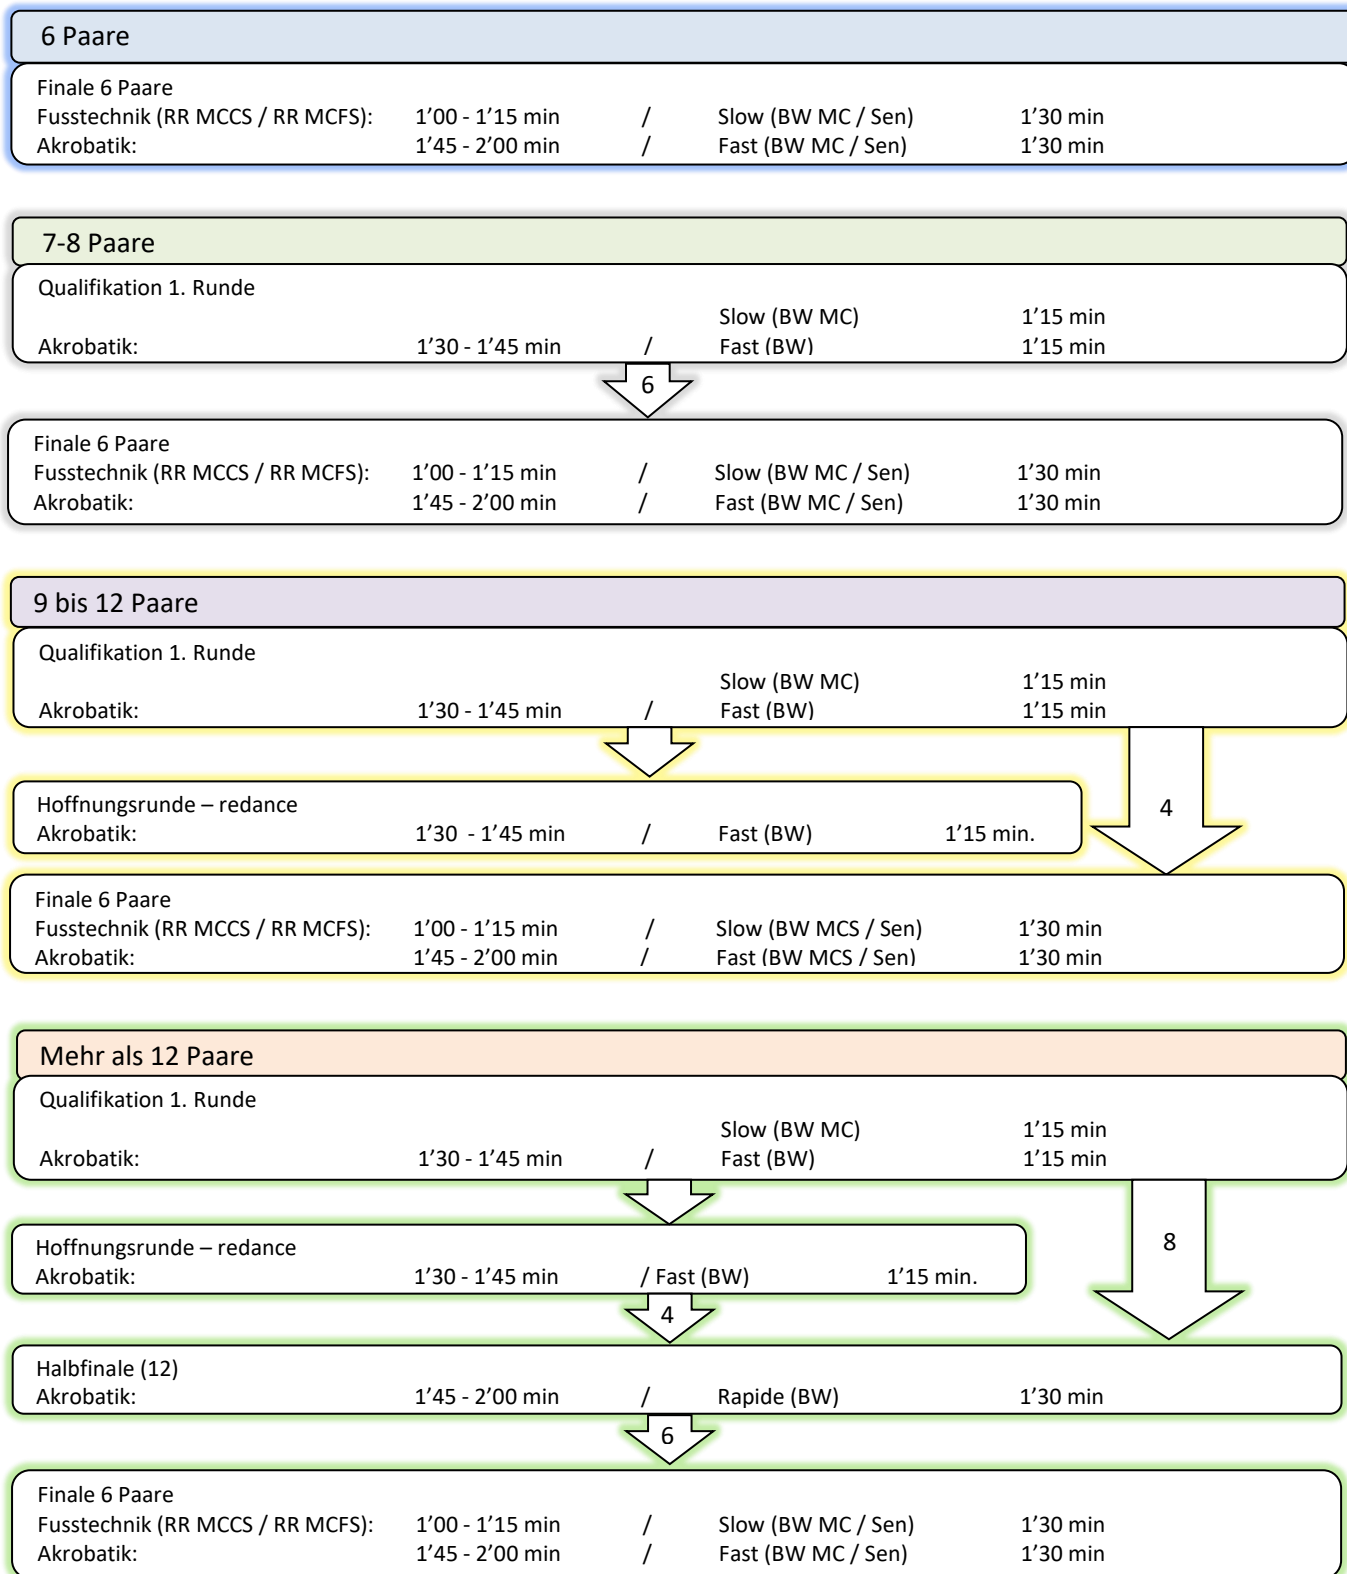 6 Paare
Finale 6 Paare
Fusstechnik (RR MCCS / RR MCFS): 1’00 - 1’15 min / Slow (BW MC / Sen) 1’30 min
Akrobatik: 1’45 - 2’00 min / Fast (BW MC / Sen) 1’30 min
7-8 Paare
Qualifikation 1. Runde
Slow (BW MC) 1’15 min
Akrobatik: 1’30 - 1’45 min / Fast (BW) 1’15 min
6
Finale 6 Paare
Fusstechnik (RR MCCS / RR MCFS): 1’00 - 1’15 min / Slow (BW MC / Sen) 1’30 min
Akrobatik: 1’45 - 2’00 min / Fast (BW MC / Sen) 1’30 min
9 bis 12 Paare
Qualifikation 1. Runde
Slow (BW MC) 1’15 min
Akrobatik: 1’30 - 1’45 min / Fast (BW) 1’15 min
Hoffnungsrunde – redance
Akrobatik: 1’30 - 1’45 min / Fast (BW) 1’15 min.
4
Finale 6 Paare
Fusstechnik (RR MCCS / RR MCFS): 1’00 - 1’15 min / Slow (BW MCS / Sen) 1’30 min
Akrobatik: 1’45 - 2’00 min / Fast (BW MCS / Sen) 1’30 min
Mehr als 12 Paare
Qualifikation 1. Runde
Slow (BW MC) 1’15 min
Akrobatik: 1’30 - 1’45 min / Fast (BW) 1’15 min
Hoffnungsrunde – redance
Akrobatik: 1’30 - 1’45 min / Fast (BW) 1’15 min.
8
4
Halbfinale (12)
Akrobatik: 1’45 - 2’00 min / Rapide (BW) 1’30 min
6
Finale 6 Paare
Fusstechnik (RR MCCS / RR MCFS): 1’00 - 1’15 min / Slow (BW MC / Sen) 1’30 min
Akrobatik: 1’45 - 2’00 min / Fast (BW MC / Sen) 1’30 min